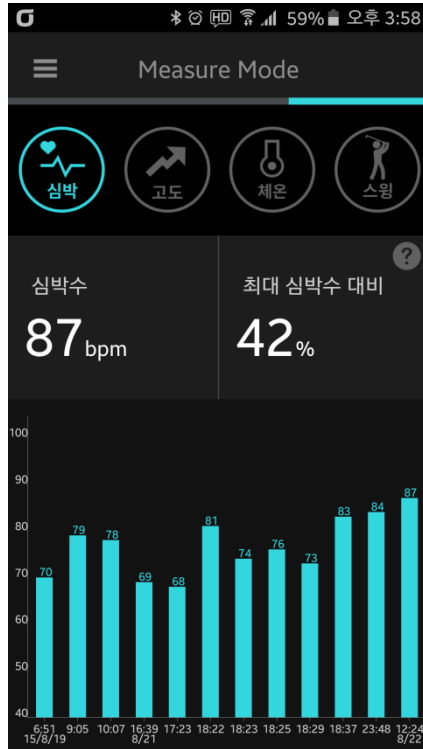 HD 59% 오후 3:58
Measure Mode
심박 고도 체온 스윙
?
심박수 최대 심박수 대비
87 bpm 42 %
100
90
80
70
60
50
40
70 79 78 69 68 81 74 76 73 83 84 87
6:51 9:05 10:07 16:39 17:23 18:22 18:23 18:25 18:29 18:37 23:48 12:24
15/8/19 8/21 8/22